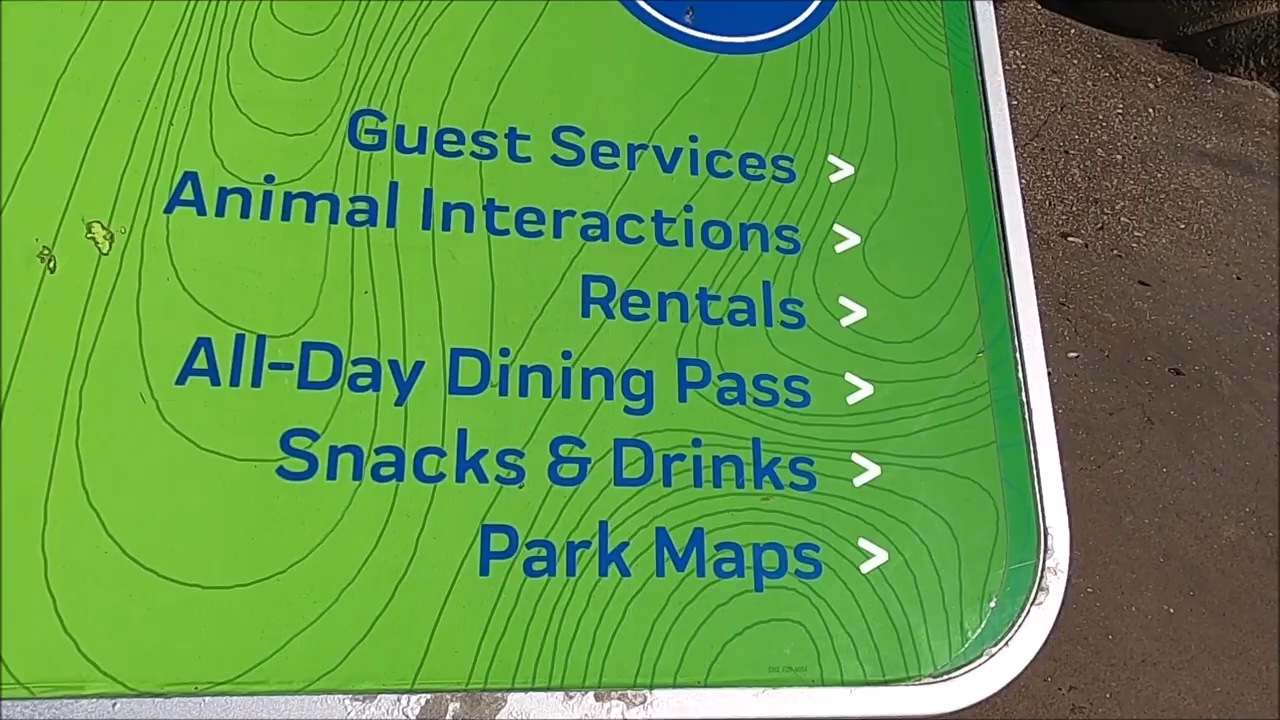 Guest Services >
Animal Interactions >
Rentals >
All-Day Dining Pass >
Snacks & Drinks >
Park Maps >